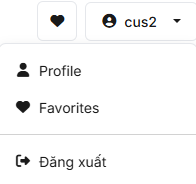 cus2
Profile
Favorites
Đăng xuất